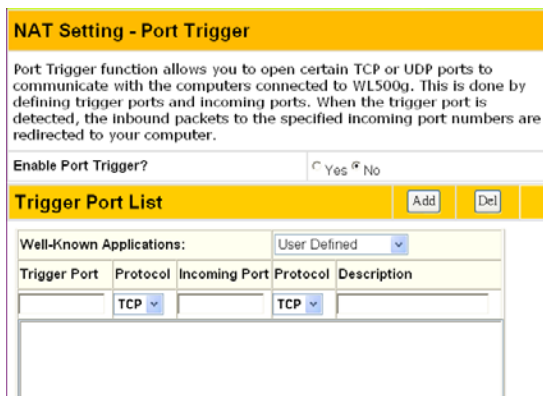 NAT Setting - Port Trigger
Port Trigger function allows you to open certain TCP or UDP ports to
communicate with the computers connected to WL500g. This is done by
defining trigger ports and incoming ports. When the trigger port is
detected, the inbound packets to the specified incoming port numbers are
redirected to your computer.
Enable Port Trigger? Yes No
Trigger Port List Add Del
Well-Known Applications: User Defined
Trigger Port Protocol Incoming Port Protocol Description
TCP TCP